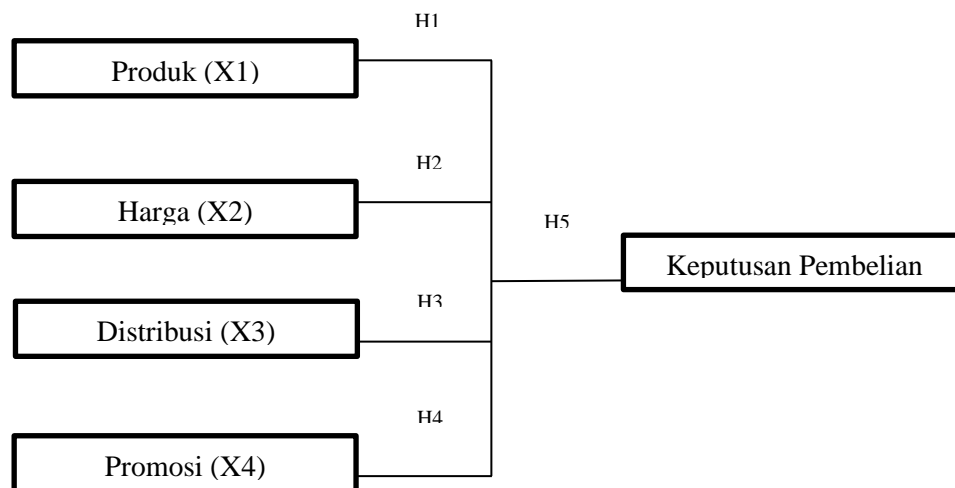 H1
Produk (X1)
H2
Harga (X2)
H5
Keputusan Pembelian
H3
Distribusi (X3)
H4
Promosi (X4)